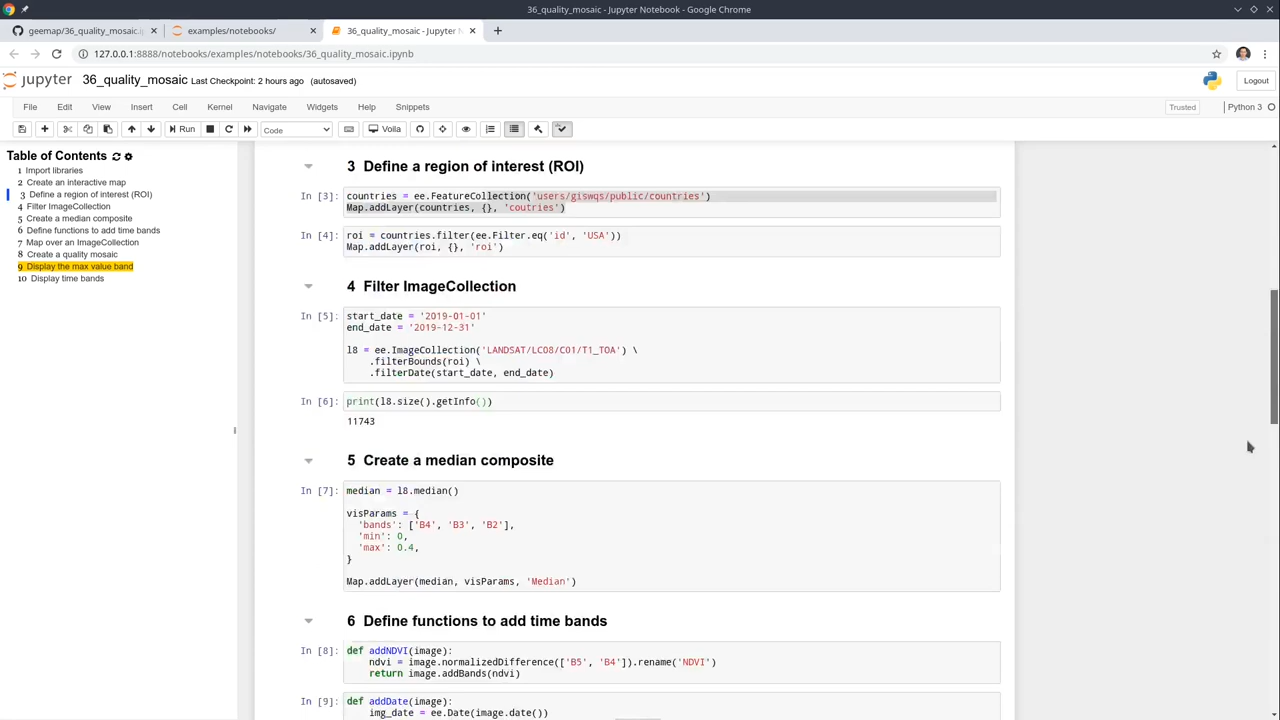 36_quality_mosaic - Jupyter Notebook - Google Chrome
geemap/36_quality_mosaic.ip
examples/notebooks/
36_quality_mosaic - Jupyter N
127.0.0.1:8888/notebooks/examples/notebooks/36_quality_mosaic.ipynb
jupyter 36_quality_mosaic Last Checkpoint: 2 hours ago (autosaved)
Logout
File Edit View Insert Cell Kernel Navigate Widgets Help Snippets
Trusted
Python 3
Run
Code
Voila
Table of Contents
1 Import libraries
2 Create an interactive map
3 Define a region of interest (ROI)
4 Filter ImageCollection
5 Create a median composite
6 Define functions to add time bands
7 Map over an ImageCollection
8 Create a quality mosaic
9 Display the max value band
10 Display time bands
3 Define a region of interest (ROI)
In [3]: countries = ee.FeatureCollection('users/giswqs/public/countries')
Map.addLayer(countries, {}, 'coutries')
In [4]: roi = countries.filter(ee.Filter.eq('id', 'USA'))
Map.addLayer(roi, {}, 'roi')
4 Filter ImageCollection
In [5]: start_date = '2019-01-01'
end_date = '2019-12-31'
l8 = ee.ImageCollection('LANDSAT/LC08/C01/T1_TOA') \
.filterBounds(roi) \
.filterDate(start_date, end_date)
In [6]: print(l8.size().getInfo())
11743
5 Create a median composite
In [7]: median = l8.median()
visParams = {
'bands': ['B4', 'B3', 'B2'],
'min': 0,
'max': 0.4,
}
Map.addLayer(median, visParams, 'Median')
6 Define functions to add time bands
In [8]: def addNDVI(image):
ndvi = image.normalizedDifference(['B5', 'B4']).rename('NDVI')
return image.addBands(ndvi)
In [9]: def addDate(image):
img_date = ee.Date(image.date())